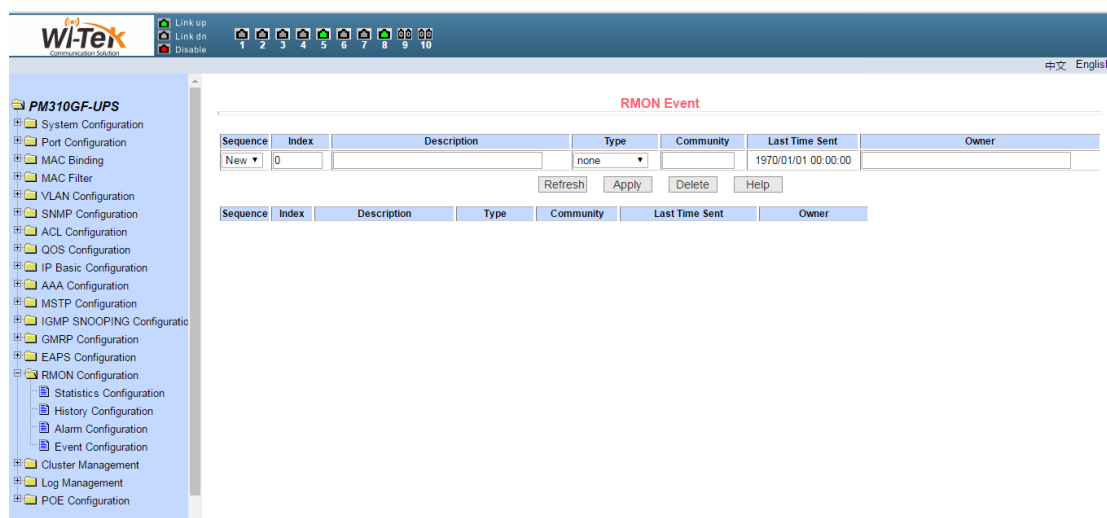 Wi-Tek
Communication Solution
Link up
Link dn
Disable
1 2 3 4 5 6 7 8 9 10
中文 English
PM310GF-UPS
System Configuration
Port Configuration
MAC Binding
MAC Filter
VLAN Configuration
SNMP Configuration
ACL Configuration
QOS Configuration
IP Basic Configuration
AAA Configuration
MSTP Configuration
IGMP SNOOPING Configuratio
GMRP Configuration
EAPS Configuration
RMON Configuration
Statistics Configuration
History Configuration
Alarm Configuration
Event Configuration
Cluster Management
Log Management
POE Configuration
RMON Event
Sequence Index Description Type Community Last Time Sent Owner
New 0 none 1970/01/01 00:00:00
Refresh Apply Delete Help
Sequence Index Description Type Community Last Time Sent Owner